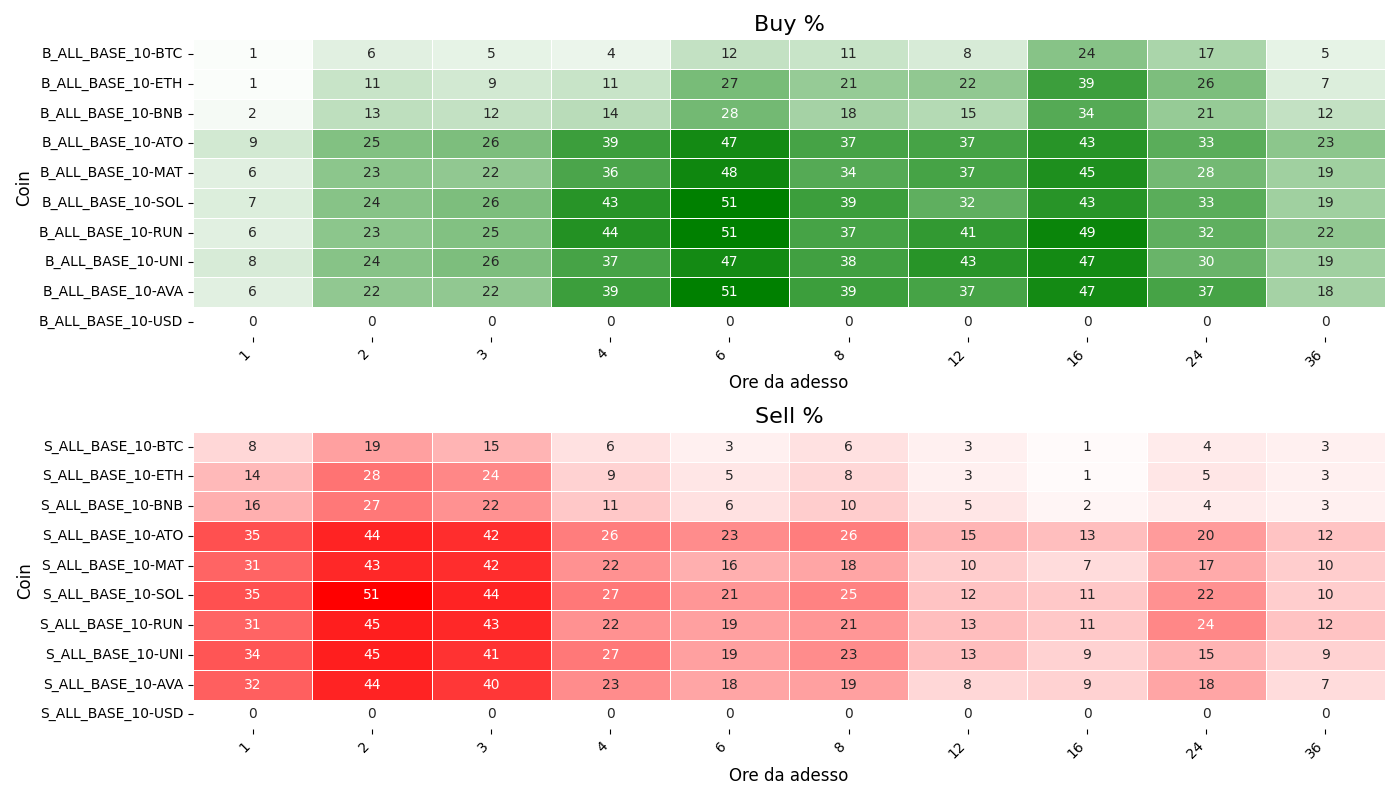 Buy %
Coin
B_ALL_BASE_10-BTC 1 6 5 4 12 11 8 24 17 5
B_ALL_BASE_10-ETH 1 11 9 11 27 21 22 39 26 7
B_ALL_BASE_10-BNB 2 13 12 14 28 18 15 34 21 12
B_ALL_BASE_10-ATO 9 25 26 39 47 37 37 43 33 23
B_ALL_BASE_10-MAT 6 23 22 36 48 34 37 45 28 19
B_ALL_BASE_10-SOL 7 24 26 43 51 39 32 43 33 19
B_ALL_BASE_10-RUN 6 23 25 44 51 37 41 49 32 22
B_ALL_BASE_10-UNI 8 24 26 37 47 38 43 47 30 19
B_ALL_BASE_10-AVA 6 22 22 39 51 39 37 47 37 18
B_ALL_BASE_10-USD 0 0 0 0 0 0 0 0 0 0
1 2 3 4 6 8 12 16 24 36
Ore da adesso
Sell %
Coin
S_ALL_BASE_10-BTC 8 19 15 6 3 6 3 1 4 3
S_ALL_BASE_10-ETH 14 28 24 9 5 8 3 1 5 3
S_ALL_BASE_10-BNB 16 27 22 11 6 10 5 2 4 3
S_ALL_BASE_10-ATO 35 44 42 26 23 26 15 13 20 12
S_ALL_BASE_10-MAT 31 43 42 22 16 18 10 7 17 10
S_ALL_BASE_10-SOL 35 51 44 27 21 25 12 11 22 10
S_ALL_BASE_10-RUN 31 45 43 22 19 21 13 11 24 12
S_ALL_BASE_10-UNI 34 45 41 27 19 23 13 9 15 9
S_ALL_BASE_10-AVA 32 44 40 23 18 19 8 9 18 7
S_ALL_BASE_10-USD 0 0 0 0 0 0 0 0 0 0
1 2 3 4 6 8 12 16 24 36
Ore da adesso